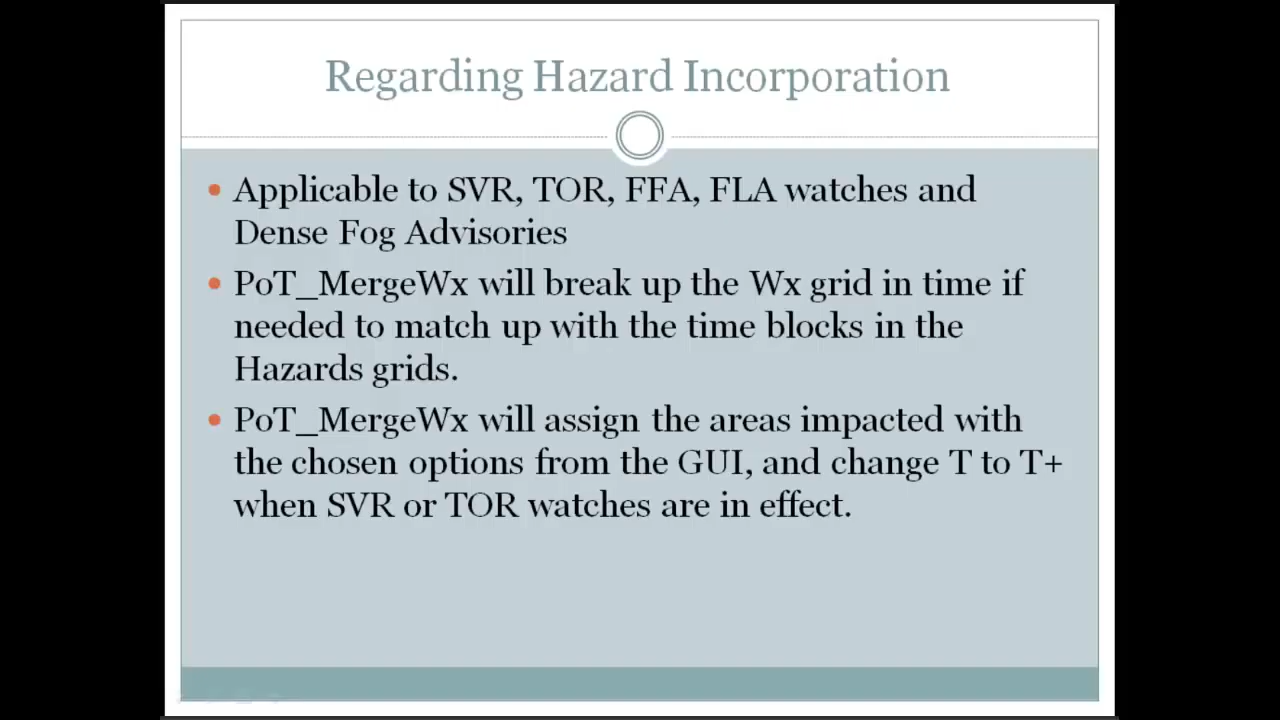 Regarding Hazard Incorporation
• Applicable to SVR, TOR, FFA, FLA watches and
Dense Fog Advisories
• PoT_MergeWx will break up the Wx grid in time if
needed to match up with the time blocks in the
Hazards grids.
• PoT_MergeWx will assign the areas impacted with
the chosen options from the GUI, and change T to T+
when SVR or TOR watches are in effect.